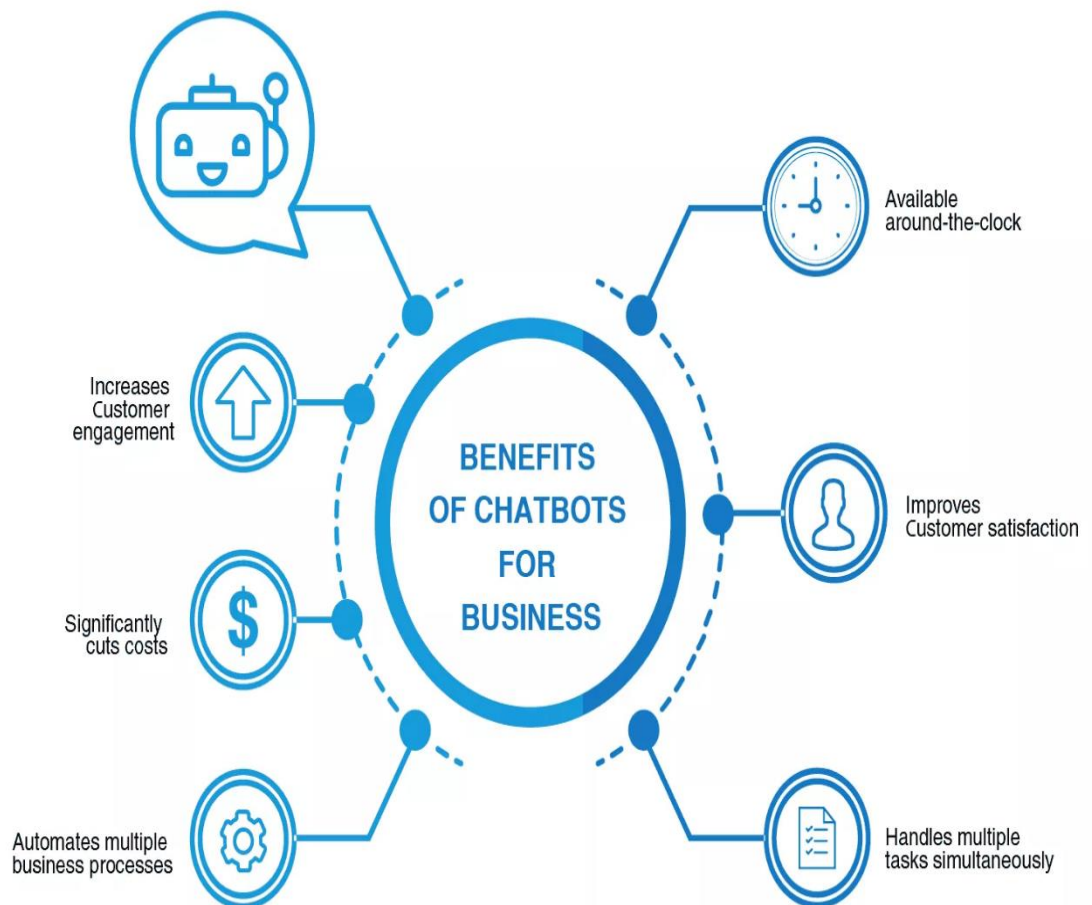 BENEFITS
OF CHATBOTS
FOR
BUSINESS
Increases
Customer
engagement
Significantly
cuts costs
Automates multiple
business processes
Available
around-the-clock
Improves
Customer satisfaction
Handles multiple
tasks simultaneously
$